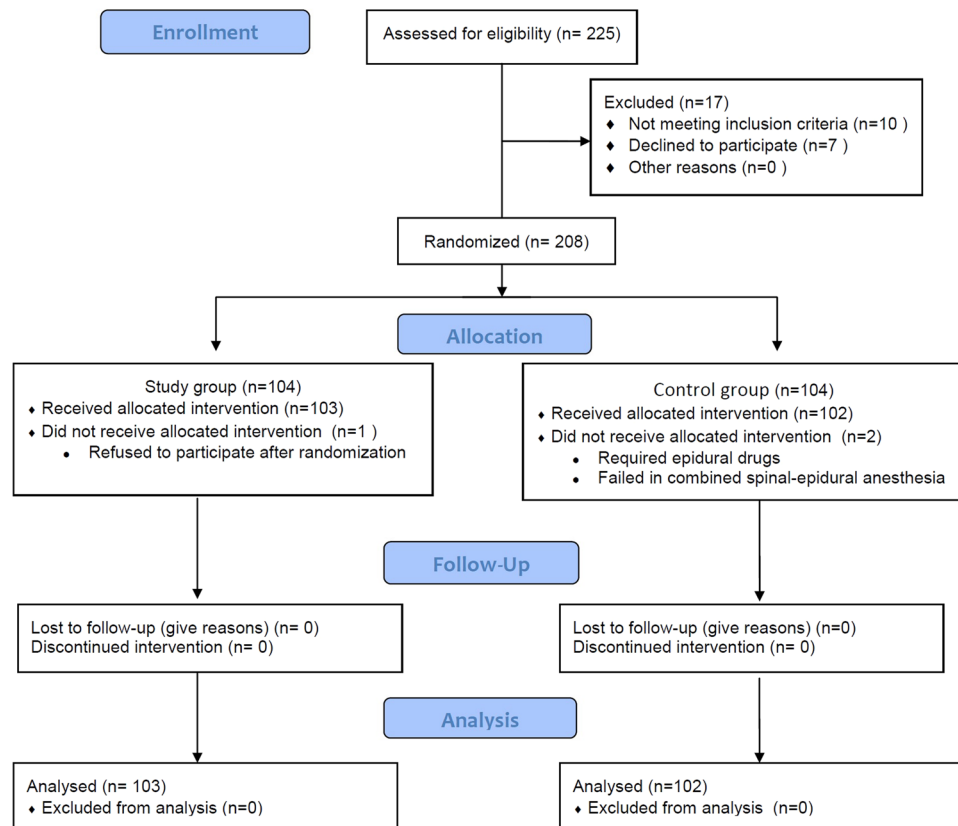 Enrollment
Assessed for eligibility (n= 225)
Excluded (n=17)
♦ Not meeting inclusion criteria (n=10 )
♦ Declined to participate (n=7 )
♦ Other reasons (n=0 )
Randomized (n= 208)
Allocation
Study group (n=104)
♦ Received allocated intervention (n=103)
♦ Did not receive allocated intervention (n=1 )
• Refused to participate after randomization
Control group (n=104)
♦ Received allocated intervention (n=102)
♦ Did not receive allocated intervention (n=2)
• Required epidural drugs
• Failed in combined spinal-epidural anesthesia
Follow-Up
Lost to follow-up (give reasons) (n= 0)
Discontinued intervention (n= 0)
Lost to follow-up (give reasons) (n=0)
Discontinued intervention (n= 0)
Analysis
Analysed (n= 103)
♦ Excluded from analysis (n=0)
Analysed (n=102)
♦ Excluded from analysis (n=0)